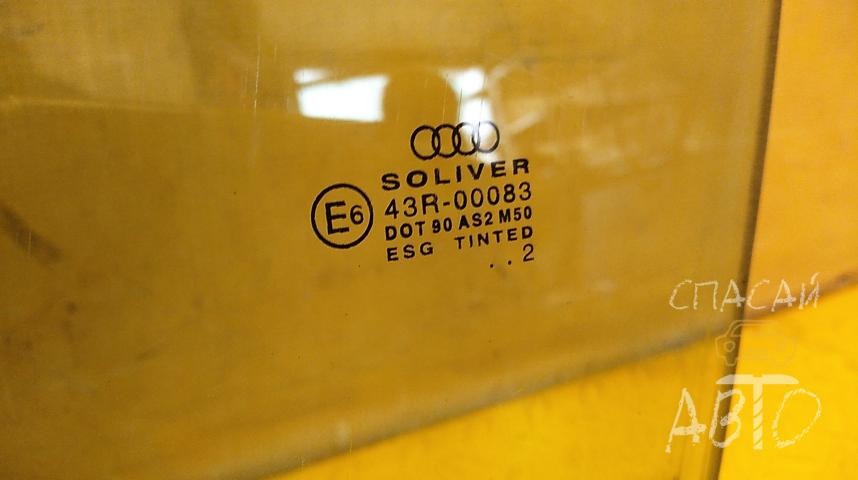 SOLIVER
E6 43R-00083
DOT 90 AS2 M50
ESG TINTED
. . 2
СПАСАЙ
АВТО